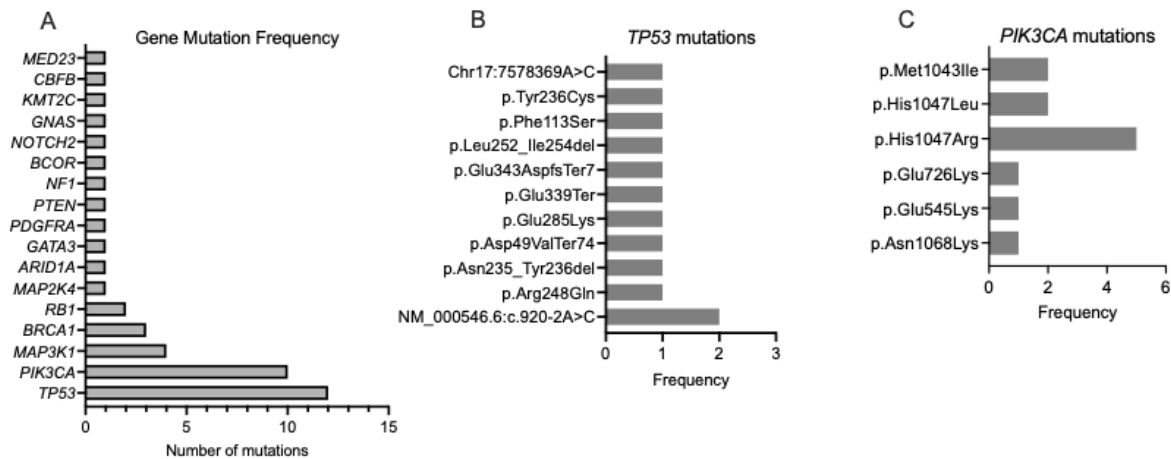 A
Gene Mutation Frequency
MED23
CBFB
KMT2C
GNAS
NOTCH2
BCOR
NF1
PTEN
PDGFRA
GATA3
ARID1A
MAP2K4
RB1
BRCA1
MAP3K1
PIK3CA
TP53
0 5 10 15
Number of mutations
B
TP53 mutations
Chr17:7578369A>C
p.Tyr236Cys
p.Phe113Ser
p.Leu252_Ile254del
p.Glu343AspfsTer7
p.Glu339Ter
p.Glu285Lys
p.Asp49ValTer74
p.Asn235_Tyr236del
p.Arg248Gln
NM_000546.6:c.920-2A>C
0 1 2 3
Frequency
C
PIK3CA mutations
p.Met1043Ile
p.His1047Leu
p.His1047Arg
p.Glu726Lys
p.Glu545Lys
p.Asn1068Lys
0 2 4 6
Frequency